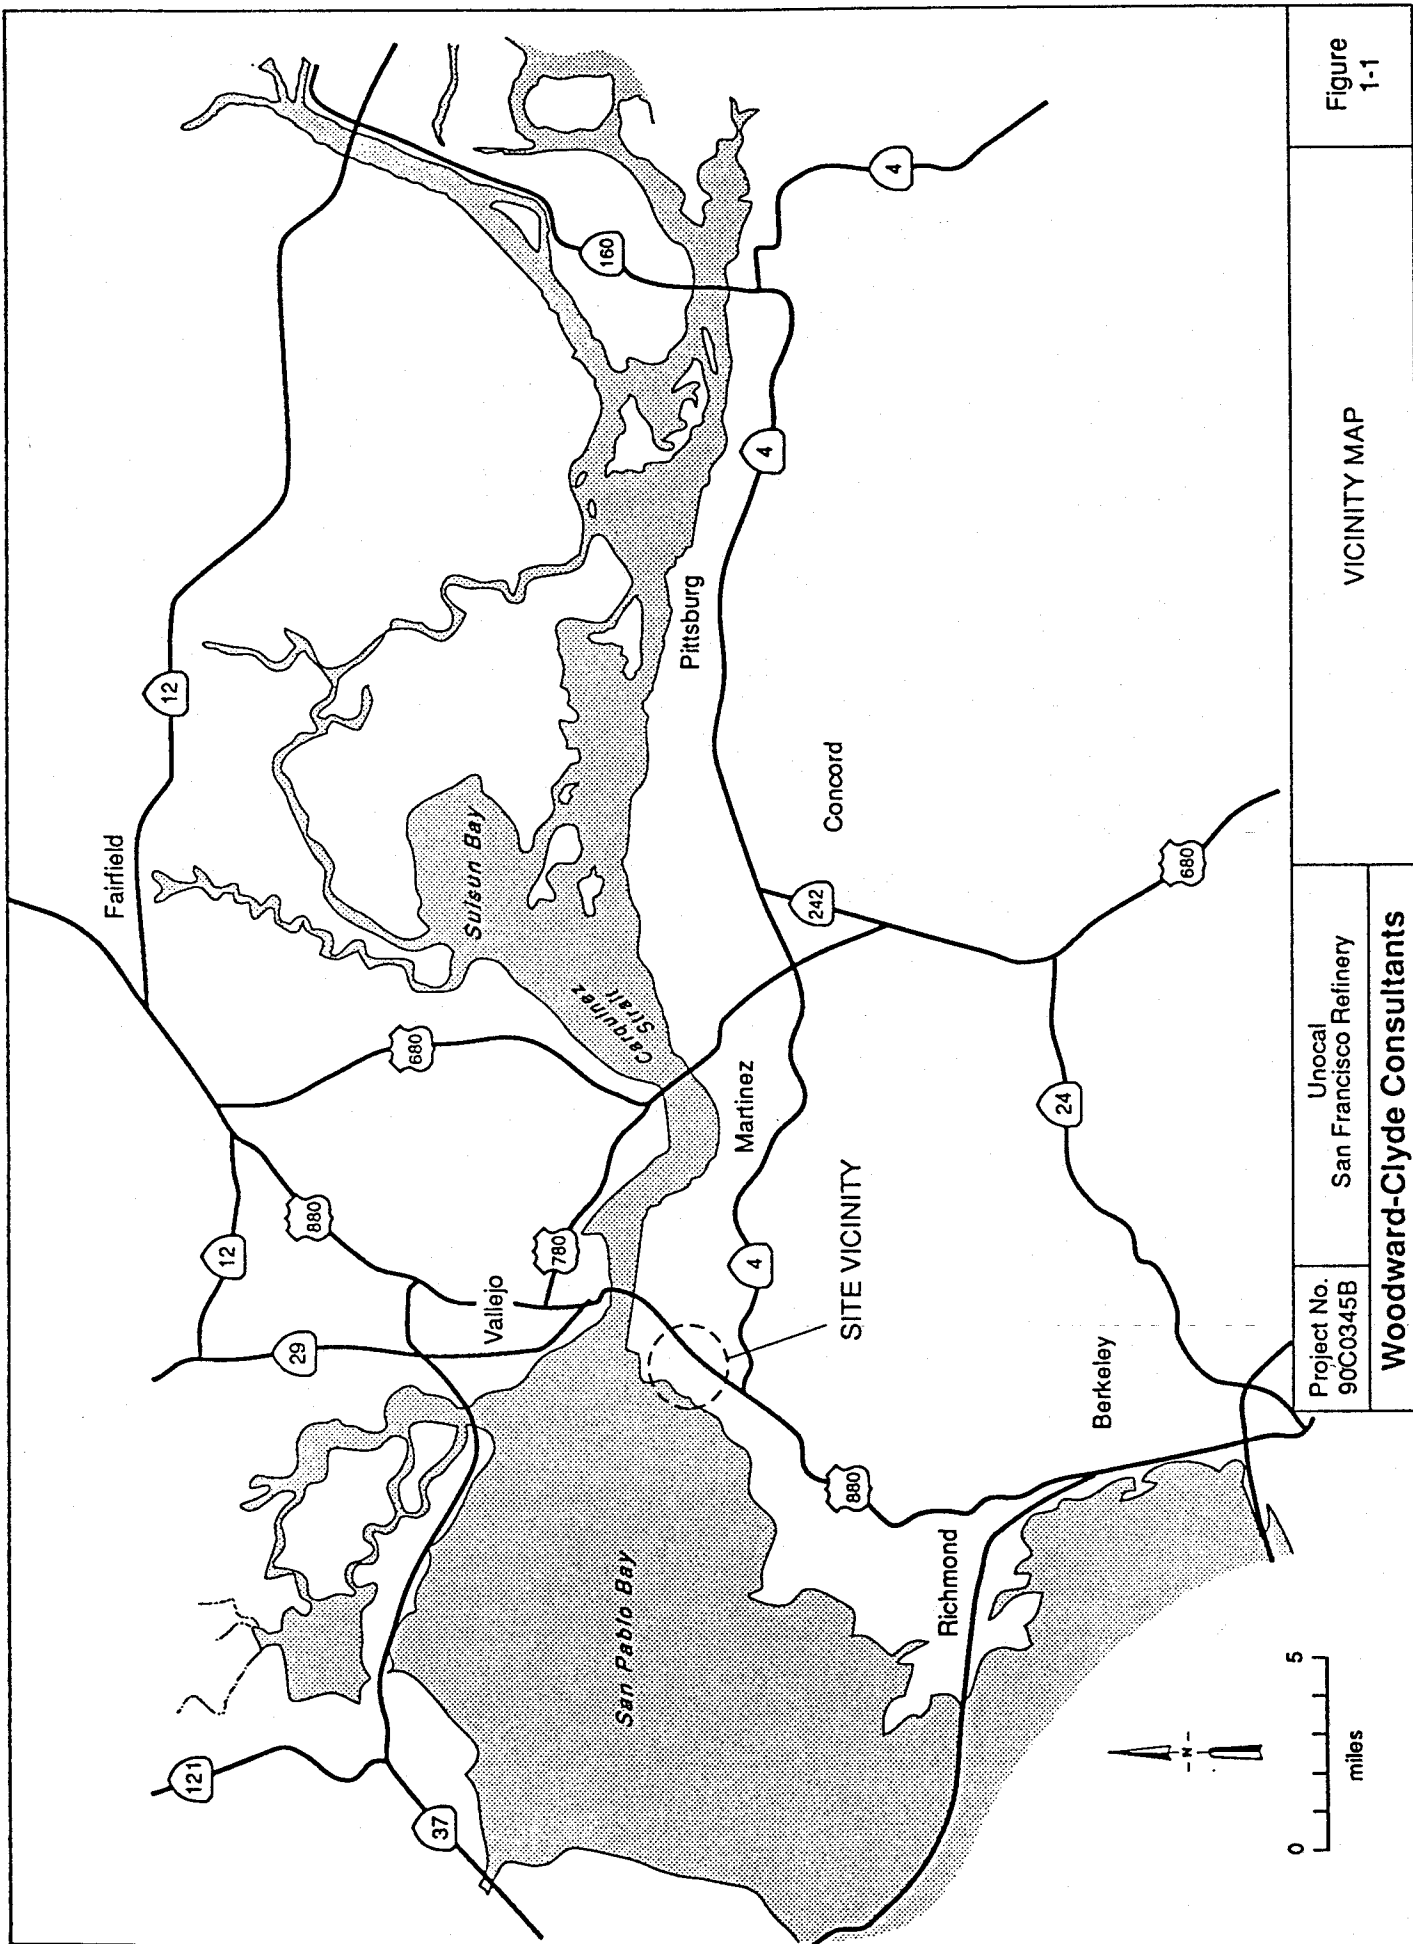 121
37
12
29
12
880
680
Fairfield
12
Vallejo
780
Suisun Bay
Carquinez
Strait
160
San Pablo Bay
Pittsburg
4
Martinez
4
4
SITE VICINITY
Concord
242
880
Richmond
Berkeley
24
680
N
0
5
miles
Project No.
90C0345B
Unocal
San Francisco Refinery
Woodward-Clyde Consultants
VICINITY MAP
Figure
1-1